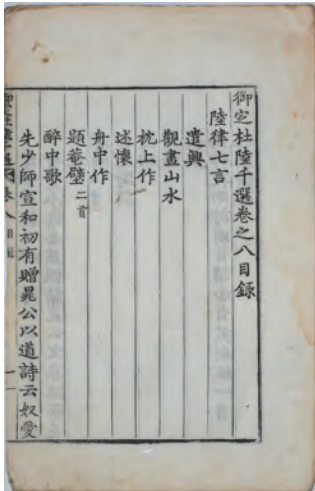 御定杜陸千選卷之八目錄
陸律七言
遣興
觀畫山水
枕上作
述懷
舟中作
題菴壁二首
醉中歌
先少師宣和初有贈晁公以道詩云奴愛